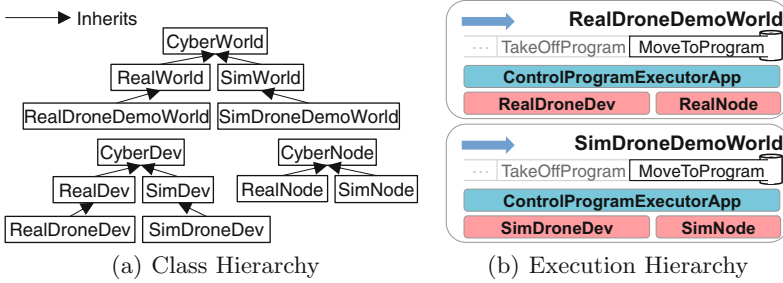 Inherits
CyberWorld
RealWorld SimWorld
RealDroneDemoWorld SimDroneDemoWorld
CyberDev CyberNode
RealDev SimDev RealNode SimNode
RealDroneDev SimDroneDev
(a) Class Hierarchy
RealDroneDemoWorld
... TakeOffProgram MoveToProgram
ControlProgramExecutorApp
RealDroneDev RealNode
SimDroneDemoWorld
... TakeOffProgram MoveToProgram
ControlProgramExecutorApp
SimDroneDev SimNode
(b) Execution Hierarchy